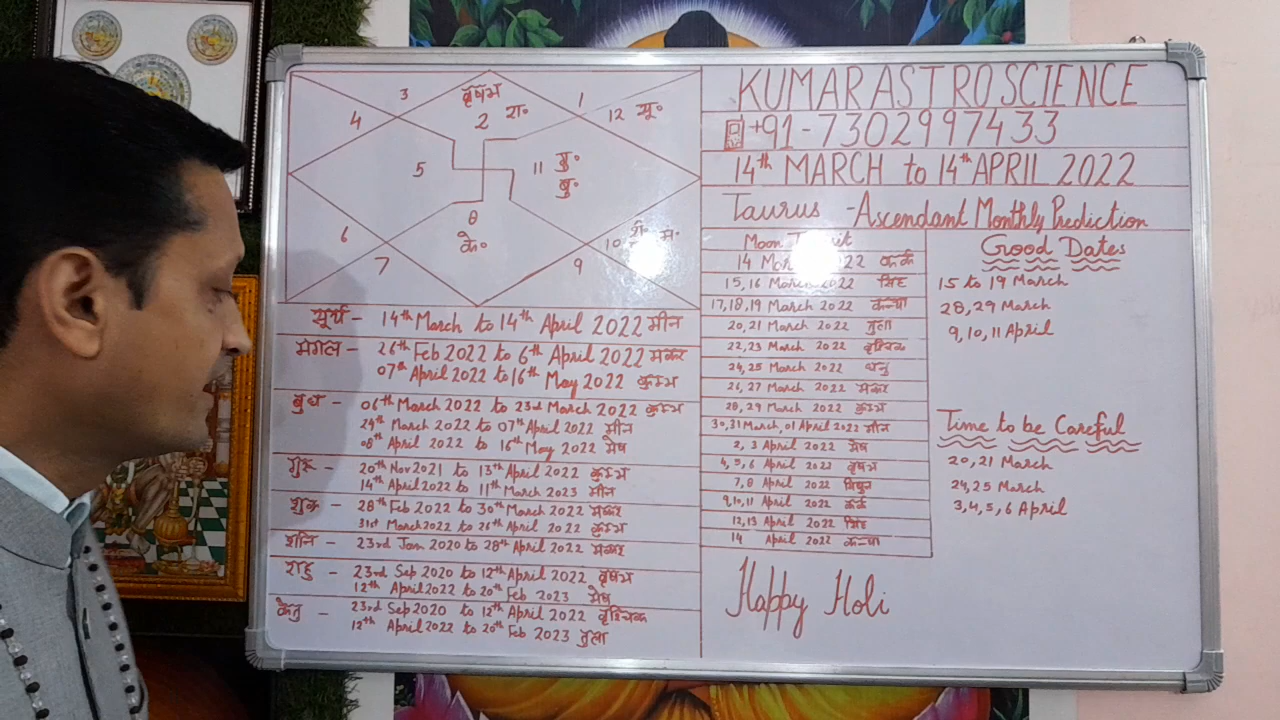 3
वृषभ
2 रा॰
1
12 सू॰
4
5
11 गु॰
बु॰
8
के॰
6
7
9
10 श॰ मं॰
सूर्य - 14th March to 14th April 2022 मीन
मंगल - 26th Feb 2022 to 6th April 2022 मकर
07th April 2022 to 16th May 2022 कुम्भ
बुध - 06th March 2022 to 23rd March 2022 कुम्भ
24th March 2022 to 07th April 2022 मीन
08th April 2022 to 16th May 2022 मेष
गुरू - 20th Nov 2021 to 13th April 2022 कुम्भ
14th April 2022 to 11th March 2023 मीन
शुक्र - 28th Feb 2022 to 30th March 2022 मकर
31st March 2022 to 26th April 2022 कुम्भ
शनि - 23rd Jan 2020 to 28th April 2022 मकर
राहु - 23rd Sep 2020 to 12th April 2022 वृषभ
12th April 2022 to 20th Feb 2023 मेष
केतु - 23rd Sep 2020 to 12th April 2022 वृश्चिक
12th April 2022 to 20th Feb 2023 तुला
KUMAR ASTRO SCIENCE
+91-7302997433
14th MARCH to 14th APRIL 2022
Taurus - Ascendant Monthly Prediction
Moon Transit
14 March 2022 कर्क
15, 16 March 2022 सिंह
17,18,19 March 2022 कन्या
20,21 March 2022 तुला
22,23 March 2022 वृश्चिक
24,25 March 2022 धनु
26,27 March 2022 मकर
28,29 March 2022 कुम्भ
30,31 March, 01 April 2022 मीन
2, 3 April 2022 मेष
4, 5, 6 April 2022 वृषभ
7, 8 April 2022 मिथुन
9,10,11 April 2022 कर्क
12,13 April 2022 सिंह
14 April 2022 कन्या
Good Dates
15 to 19 March
28,29 March
9, 10, 11 April
Time to be Careful
20, 21 March
24, 25 March
3, 4, 5, 6 April
Happy Holi